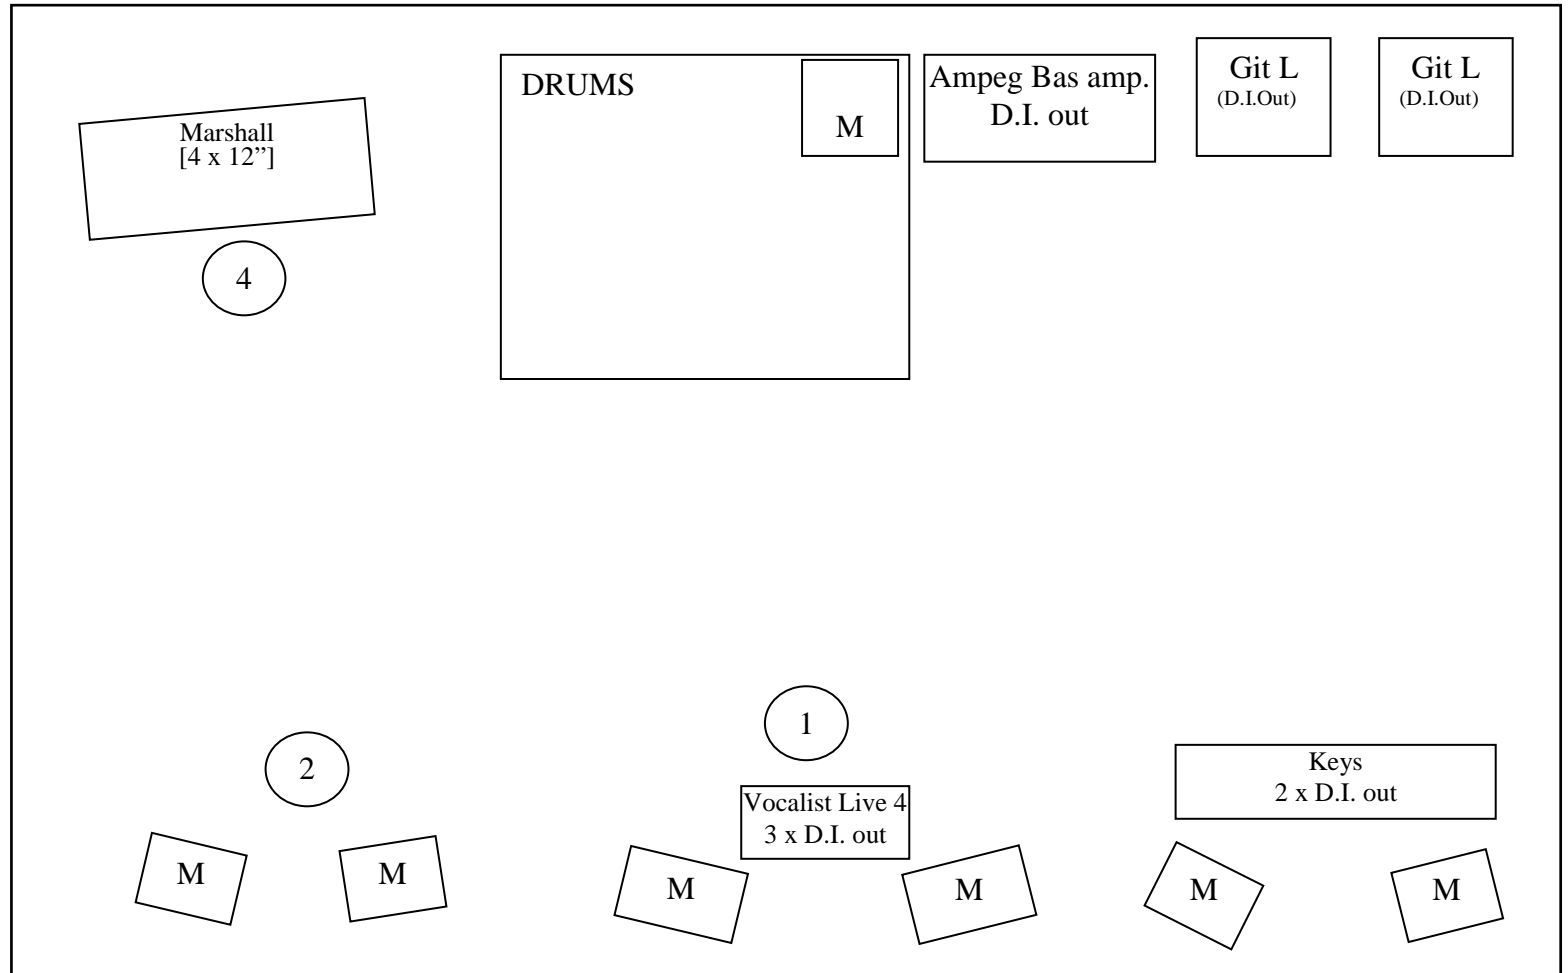 DRUMS
M
Ampeg Bas amp.
D.I. out
Git L
(D.I.Out)
Git L
(D.I.Out)
Marshall
[4 x 12”]
4
1
2
Vocalist Live 4
3 x D.I. out
Keys
2 x D.I. out
M
M
M
M
M
M